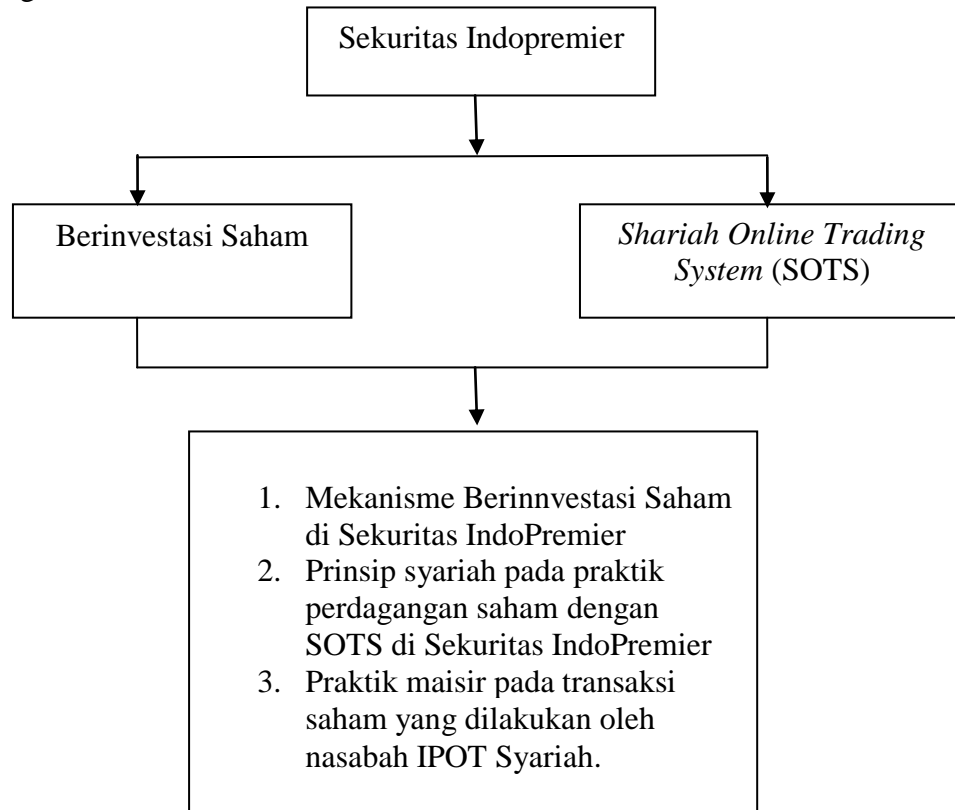 Sekuritas Indopremier
Berinvestasi Saham
Shariah Online Trading
System (SOTS)
1. Mekanisme Berinnvestasi Saham
di Sekuritas IndoPremier
2. Prinsip syariah pada praktik
perdagangan saham dengan
SOTS di Sekuritas IndoPremier
3. Praktik maisir pada transaksi
saham yang dilakukan oleh
nasabah IPOT Syariah.